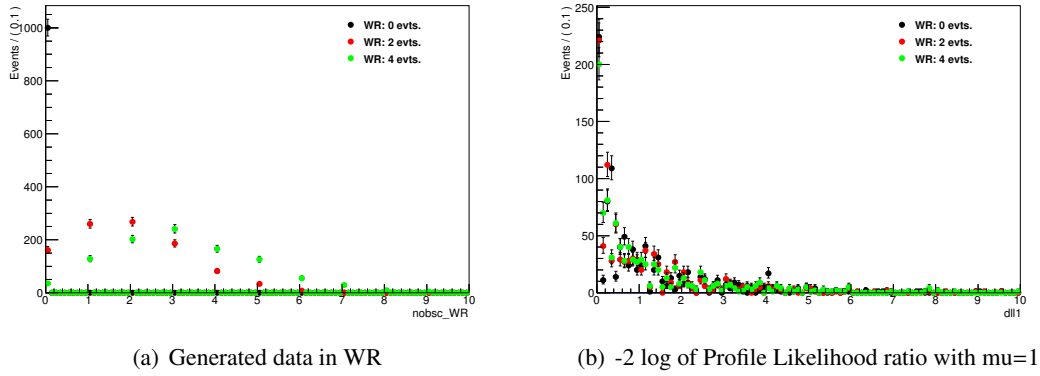 Events / ( 0.1 )
1000
800
600
400
200
0
0 1 2 3 4 5 6 7 8 9 10
nobsc_WR
WR: 0 evts.
WR: 2 evts.
WR: 4 evts.
(a) Generated data in WR
Events / ( 0.1 )
250
200
150
100
50
0
0 1 2 3 4 5 6 7 8 9 10
dll1
WR: 0 evts.
WR: 2 evts.
WR: 4 evts.
(b) -2 log of Profile Likelihood ratio with mu=1